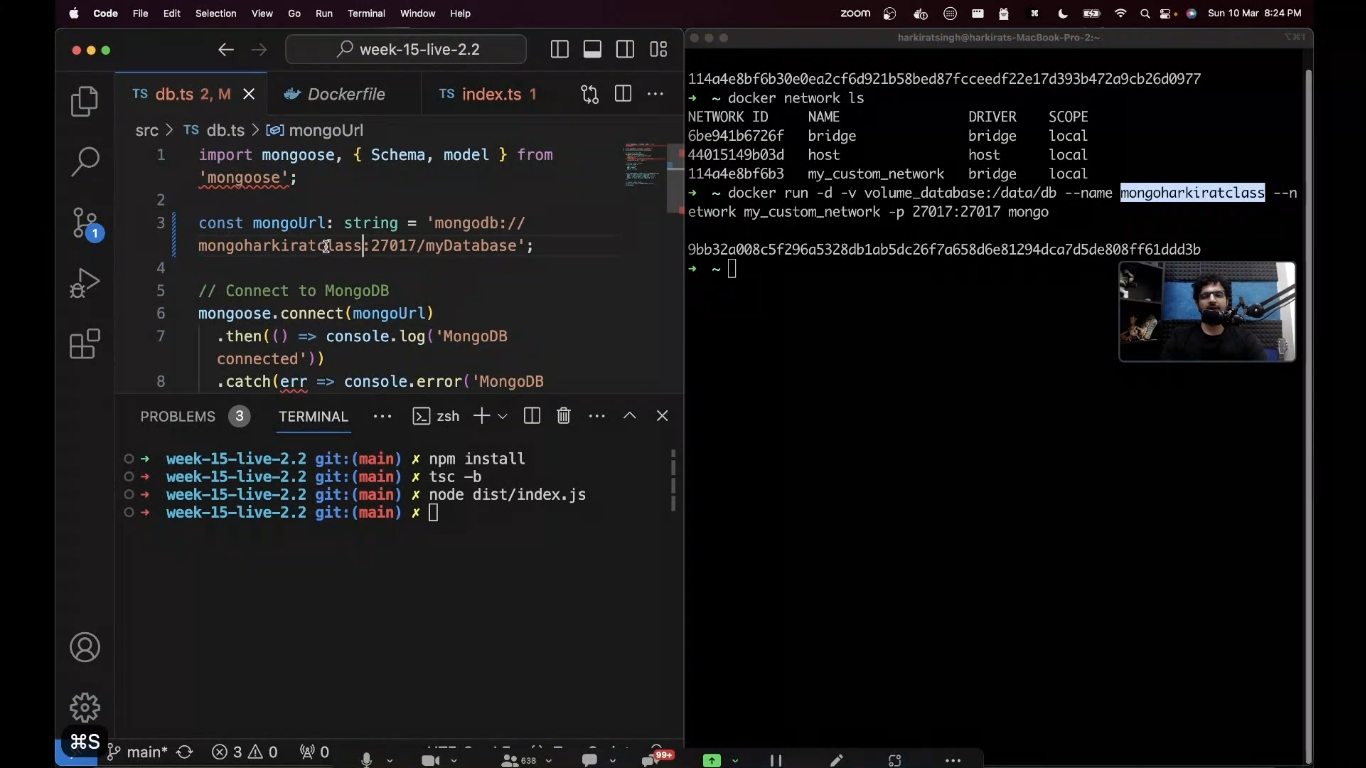 Code File Edit Selection View Go Run Terminal Window Help zoom Sun 10 Mar 8:24 PM
week-15-live-2.2
harkiratsingh@harkirats-MacBook-Pro-2:~ ⌥⌘1
TS db.ts 2, M Dockerfile TS index.ts 1
src > TS db.ts > mongoUrl
1 import mongoose, { Schema, model } from
'mongoose';
2
3 const mongoUrl: string = 'mongodb://
mongoharkiratclass:27017/myDatabase';
4
5 // Connect to MongoDB
6 mongoose.connect(mongoUrl)
7 .then(() => console.log('MongoDB
connected'))
8 .catch(err => console.error('MongoDB
1
PROBLEMS 3 TERMINAL ... zsh
week-15-live-2.2 git:(main) ✗ npm install
week-15-live-2.2 git:(main) ✗ tsc -b
week-15-live-2.2 git:(main) ✗ node dist/index.js
week-15-live-2.2 git:(main) ✗
⌘S
main* 3 0 0
638 99+
114a4e8bf6b30e0ea2cf6d921b58bed87fcceedf22e17d393b472a9cb26d0977
➜ ~ docker network ls
NETWORK ID NAME DRIVER SCOPE
6be941b6726f bridge bridge local
44015149b03d host host local
114a4e8bf6b3 my_custom_network bridge local
➜ ~ docker run -d -v volume_database:/data/db --name mongoharkiratclass --n
etwork my_custom_network -p 27017:27017 mongo
9bb32a008c5f296a5328db1ab5dc26f7a658d6e81294dca7d5de808ff61ddd3b
➜ ~